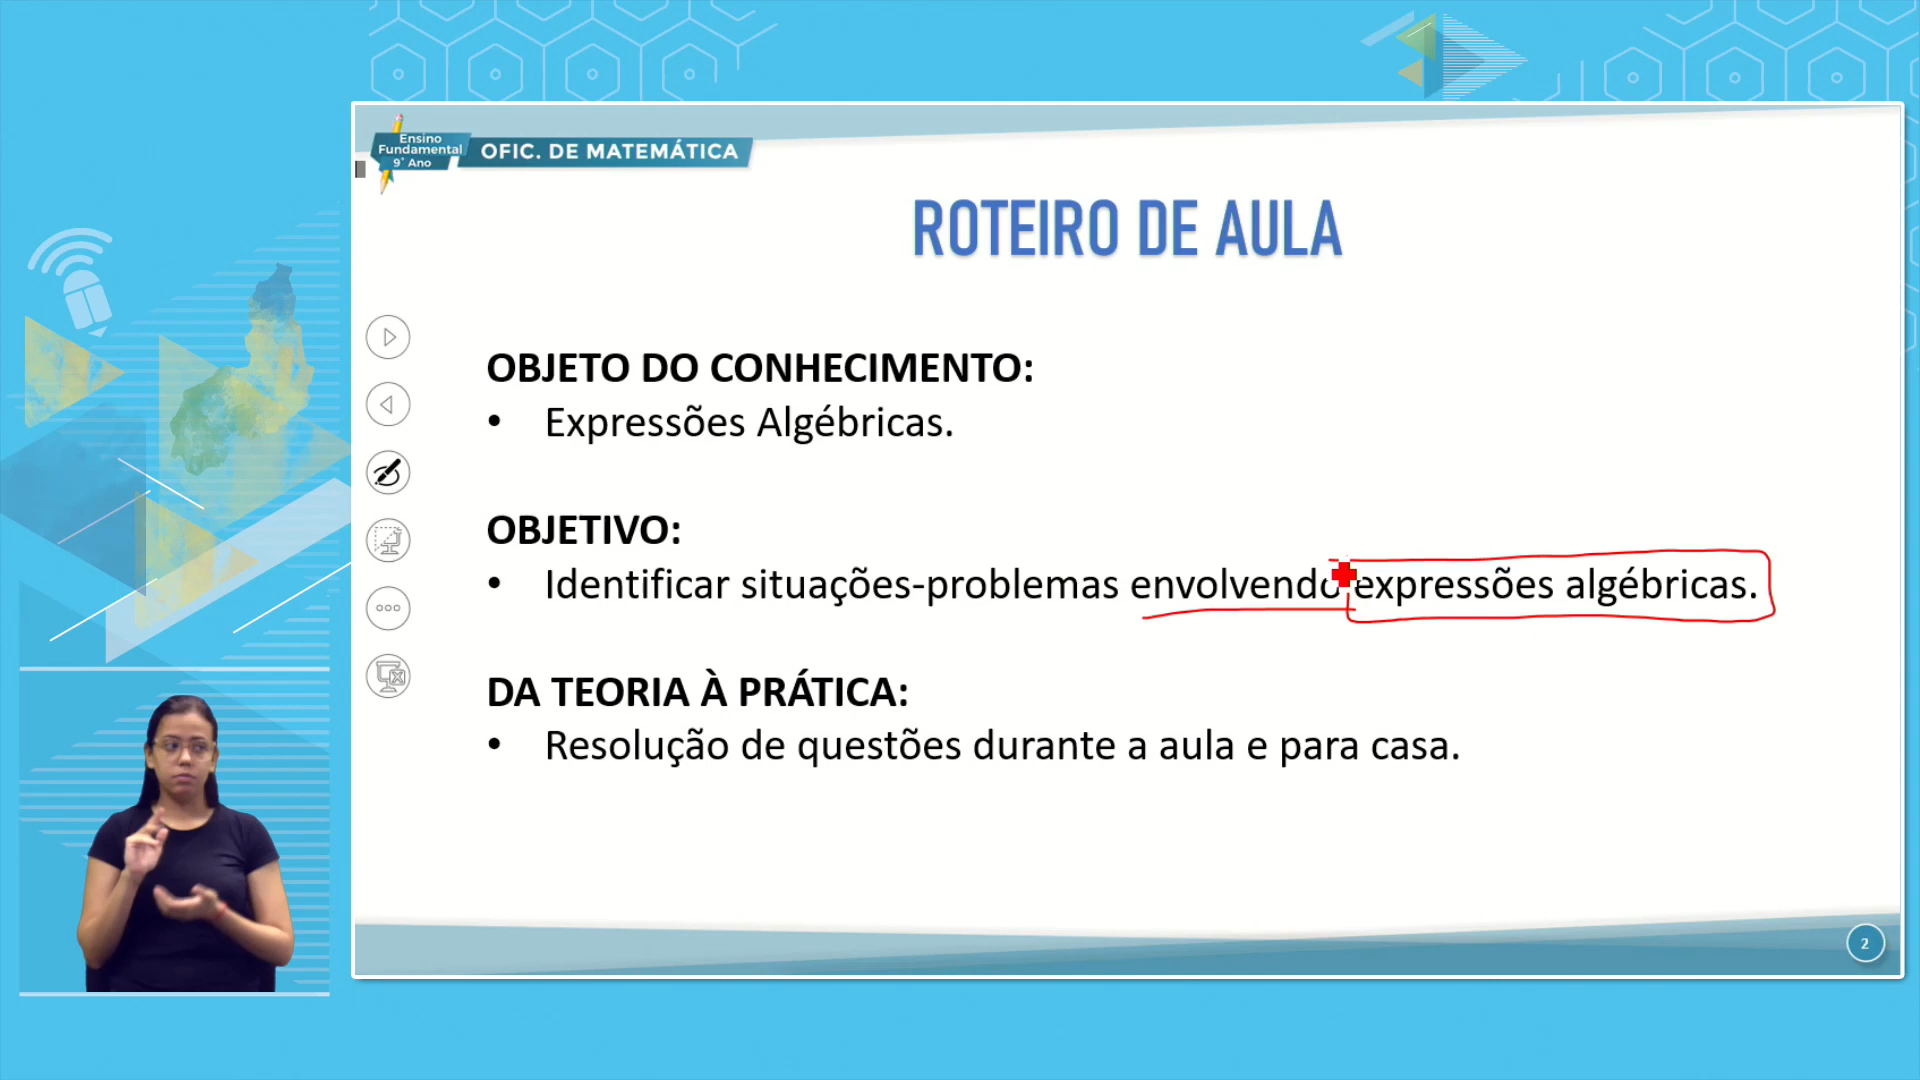 Ensino
Fundamental
9° Ano
OFIC. DE MATEMÁTICA
ROTEIRO DE AULA
OBJETO DO CONHECIMENTO:
• Expressões Algébricas.
OBJETIVO:
• Identificar situações-problemas envolvendo expressões algébricas.
DA TEORIA À PRÁTICA:
• Resolução de questões durante a aula e para casa.
2